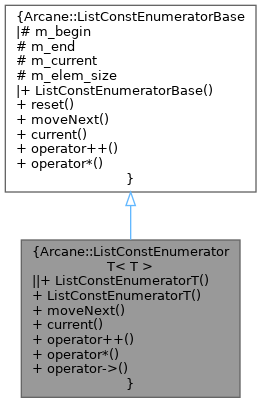 {Arcane::ListConstEnumeratorBase
|# m_begin
# m_end
# m_current
# m_elem_size
|+ ListConstEnumeratorBase()
+ reset()
+ moveNext()
+ current()
+ operator++()
+ operator*()
}
{Arcane::ListConstEnumerator
T< T >
||+ ListConstEnumeratorT()
+ ListConstEnumeratorT()
+ moveNext()
+ current()
+ operator++()
+ operator*()
+ operator->()
}